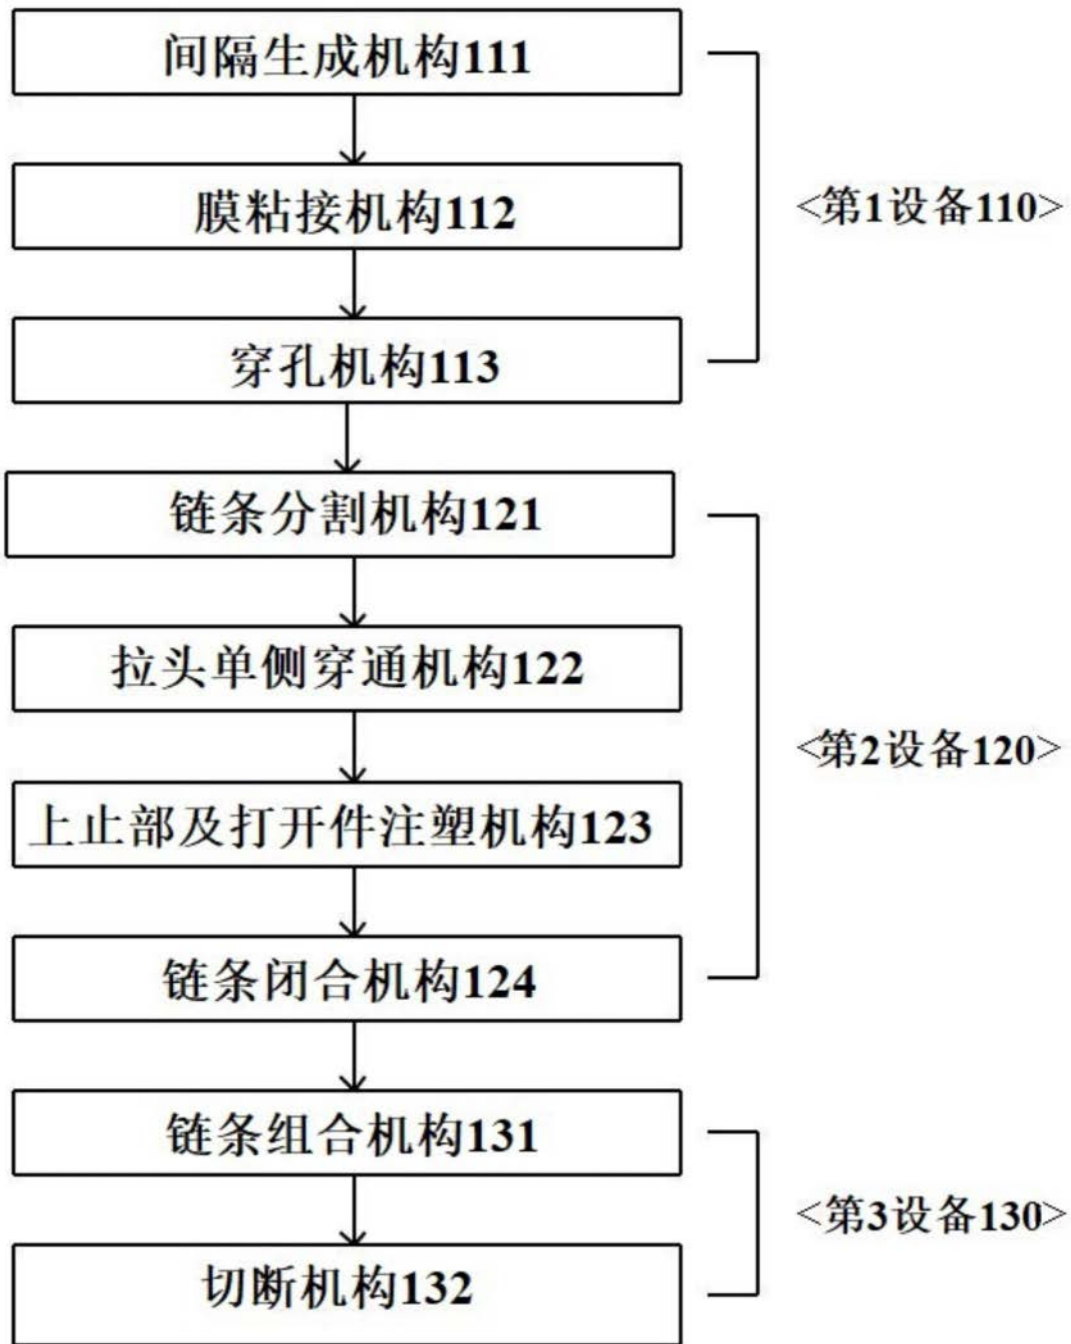 间隔生成机构111
膜粘接机构112
<第1设备110>
穿孔机构113
链条分割机构121
拉头单侧穿通机构122
<第2设备120>
上止部及打开件注塑机构123
链条闭合机构124
链条组合机构131
<第3设备130>
切断机构132